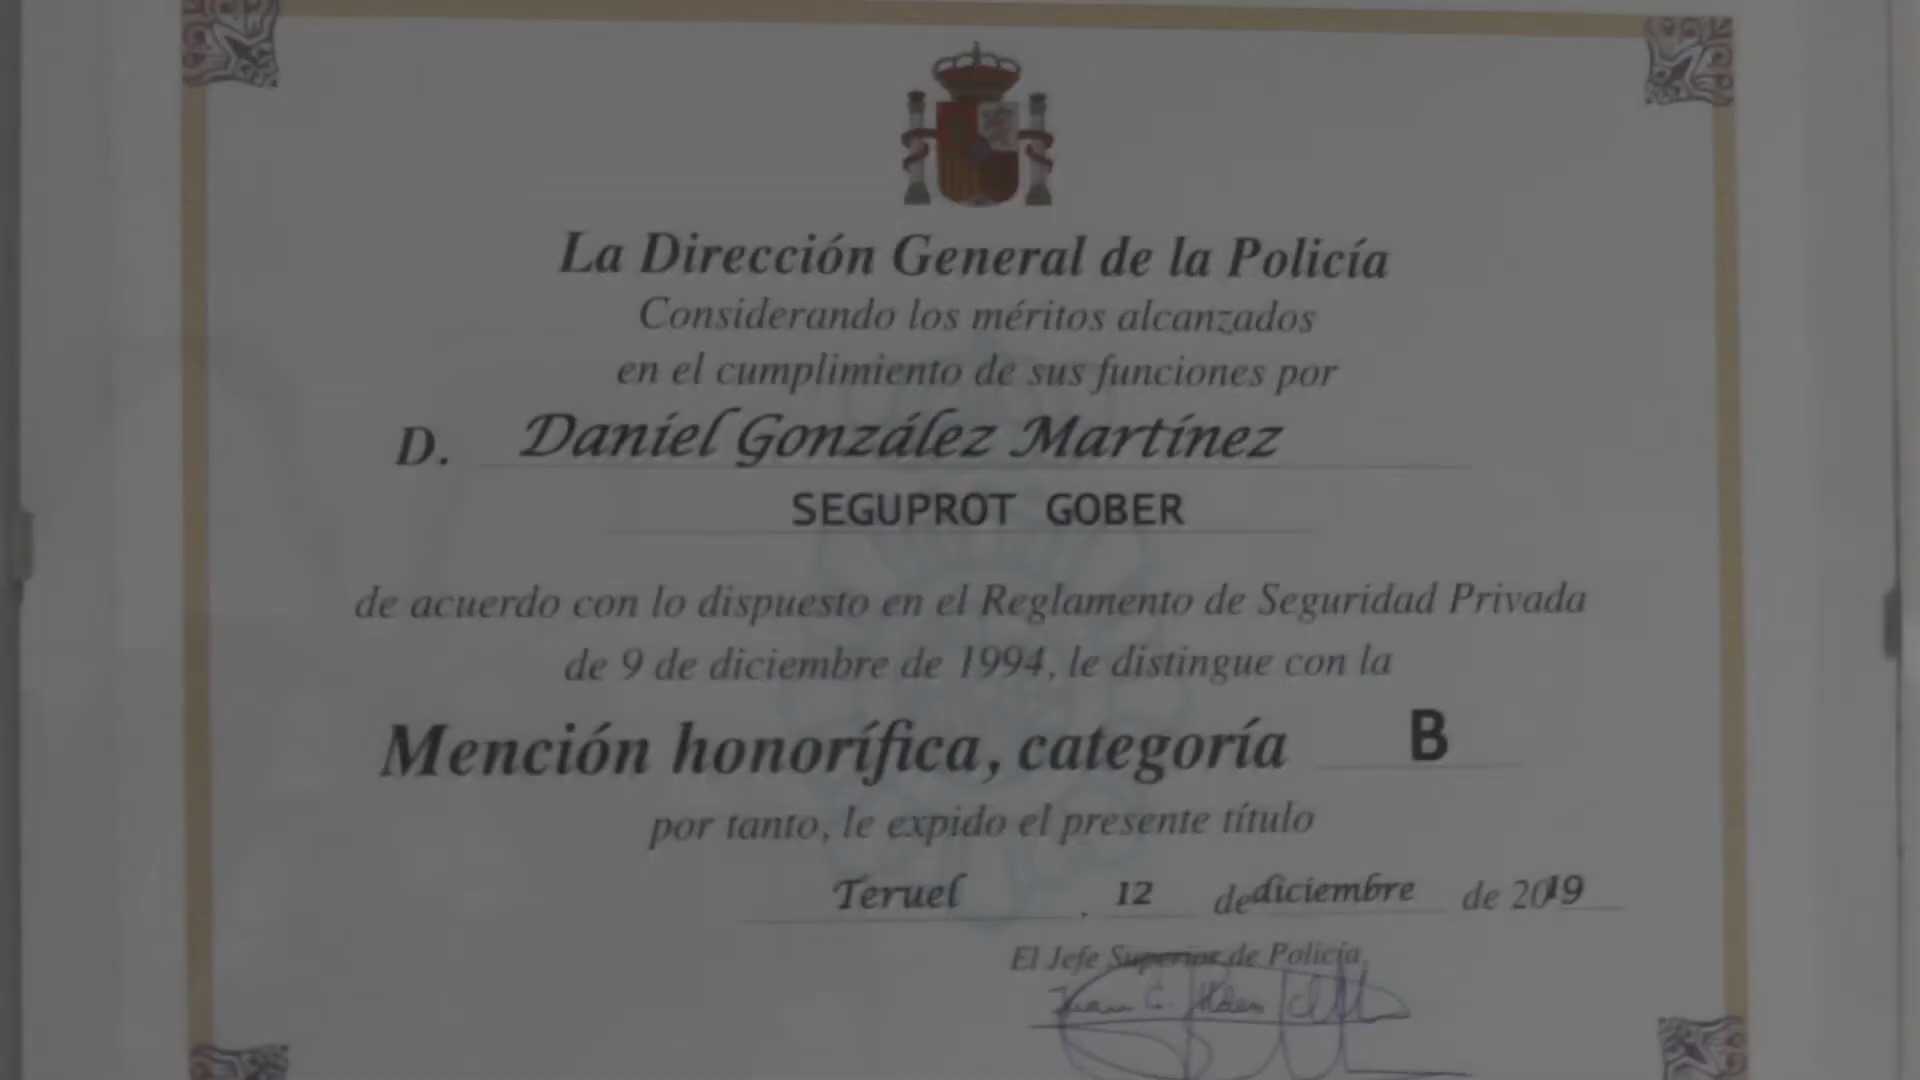 La Dirección General de la Policía
Considerando los méritos alcanzados
en el cumplimiento de sus funciones por
D. Daniel González Martínez
SEGUPROT GOBER
de acuerdo con lo dispuesto en el Reglamento de Seguridad Privada
de 9 de diciembre de 1994, le distingue con la
Mención honorífica, categoría B
por tanto, le expido el presente título
Teruel, 12 de diciembre de 2019
El Jefe Superior de Policía,
Juan C.